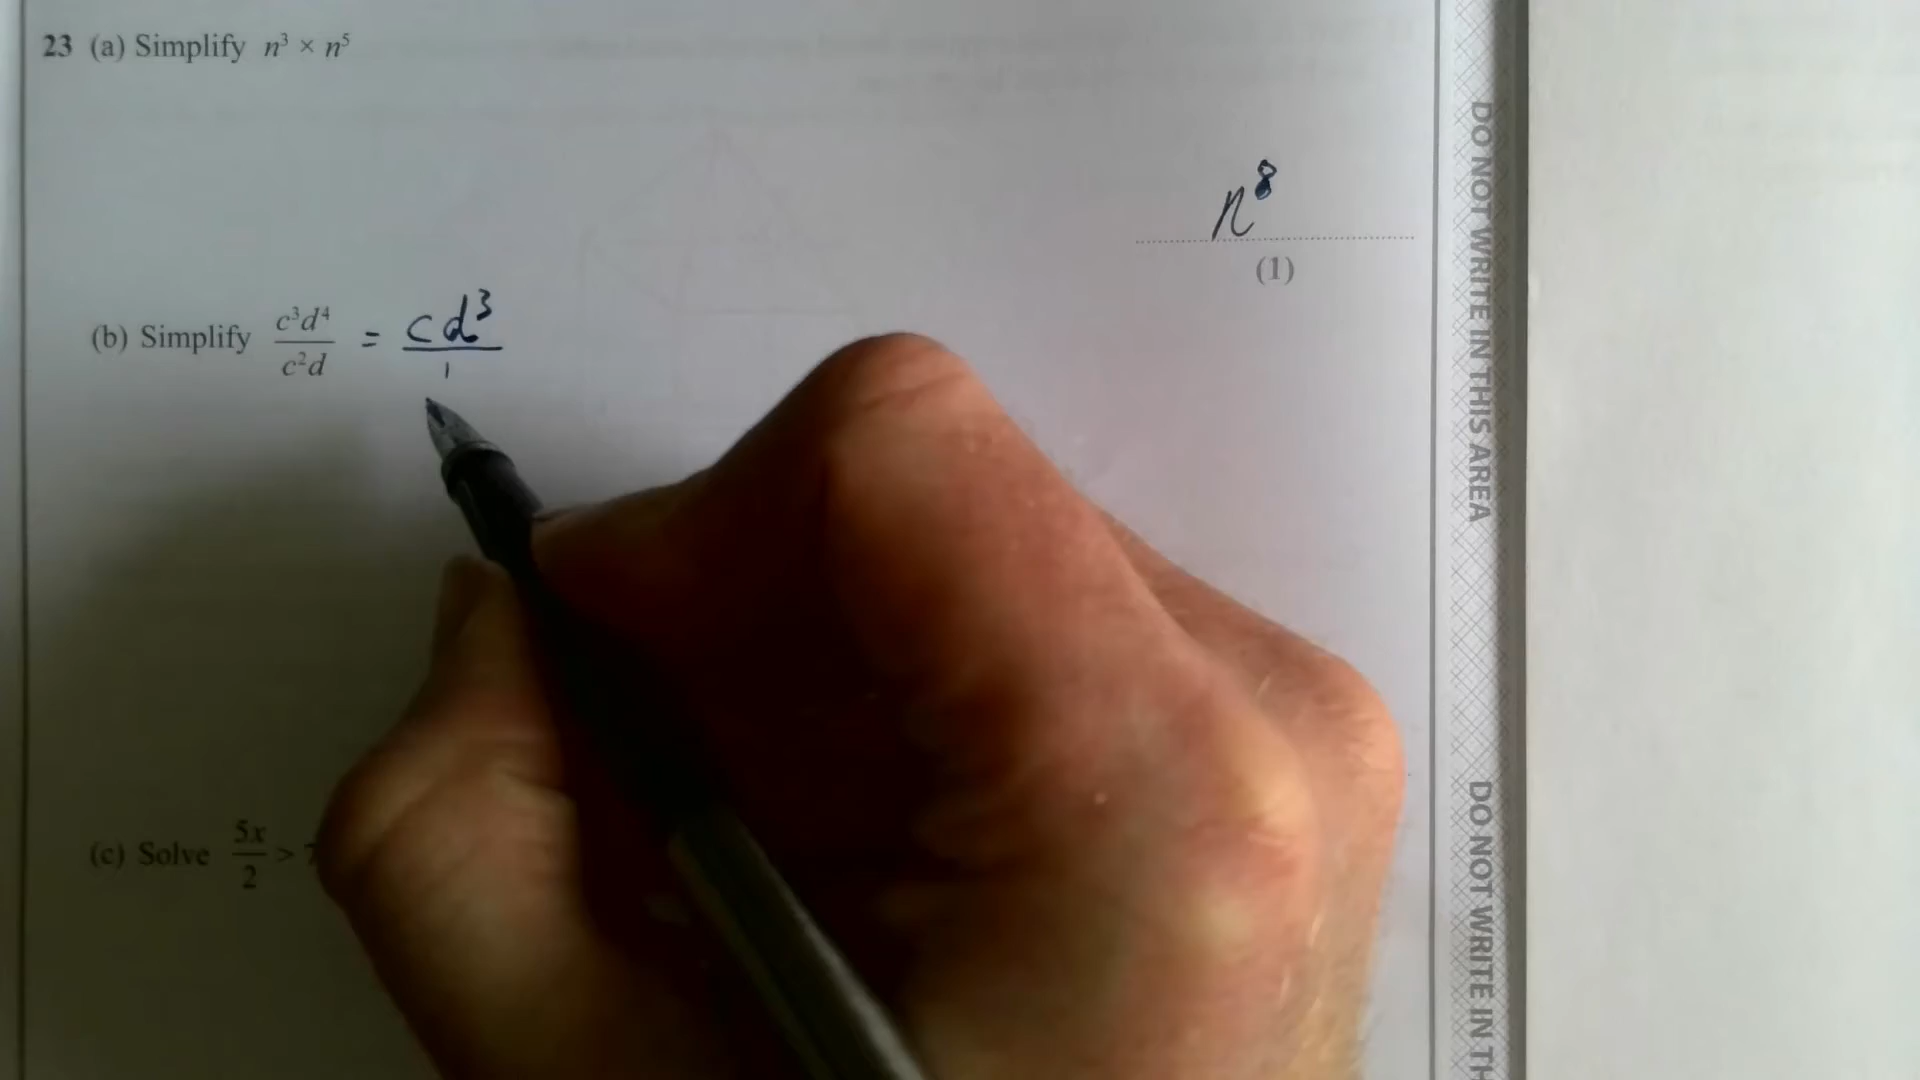 23 (a) Simplify n³ × n⁵
n⁸
(1)
(b) Simplify c³d⁴/c²d = cd³/1
(c) Solve 5x/2 >
DO NOT WRITE IN THIS AREA
DO NOT WRITE IN